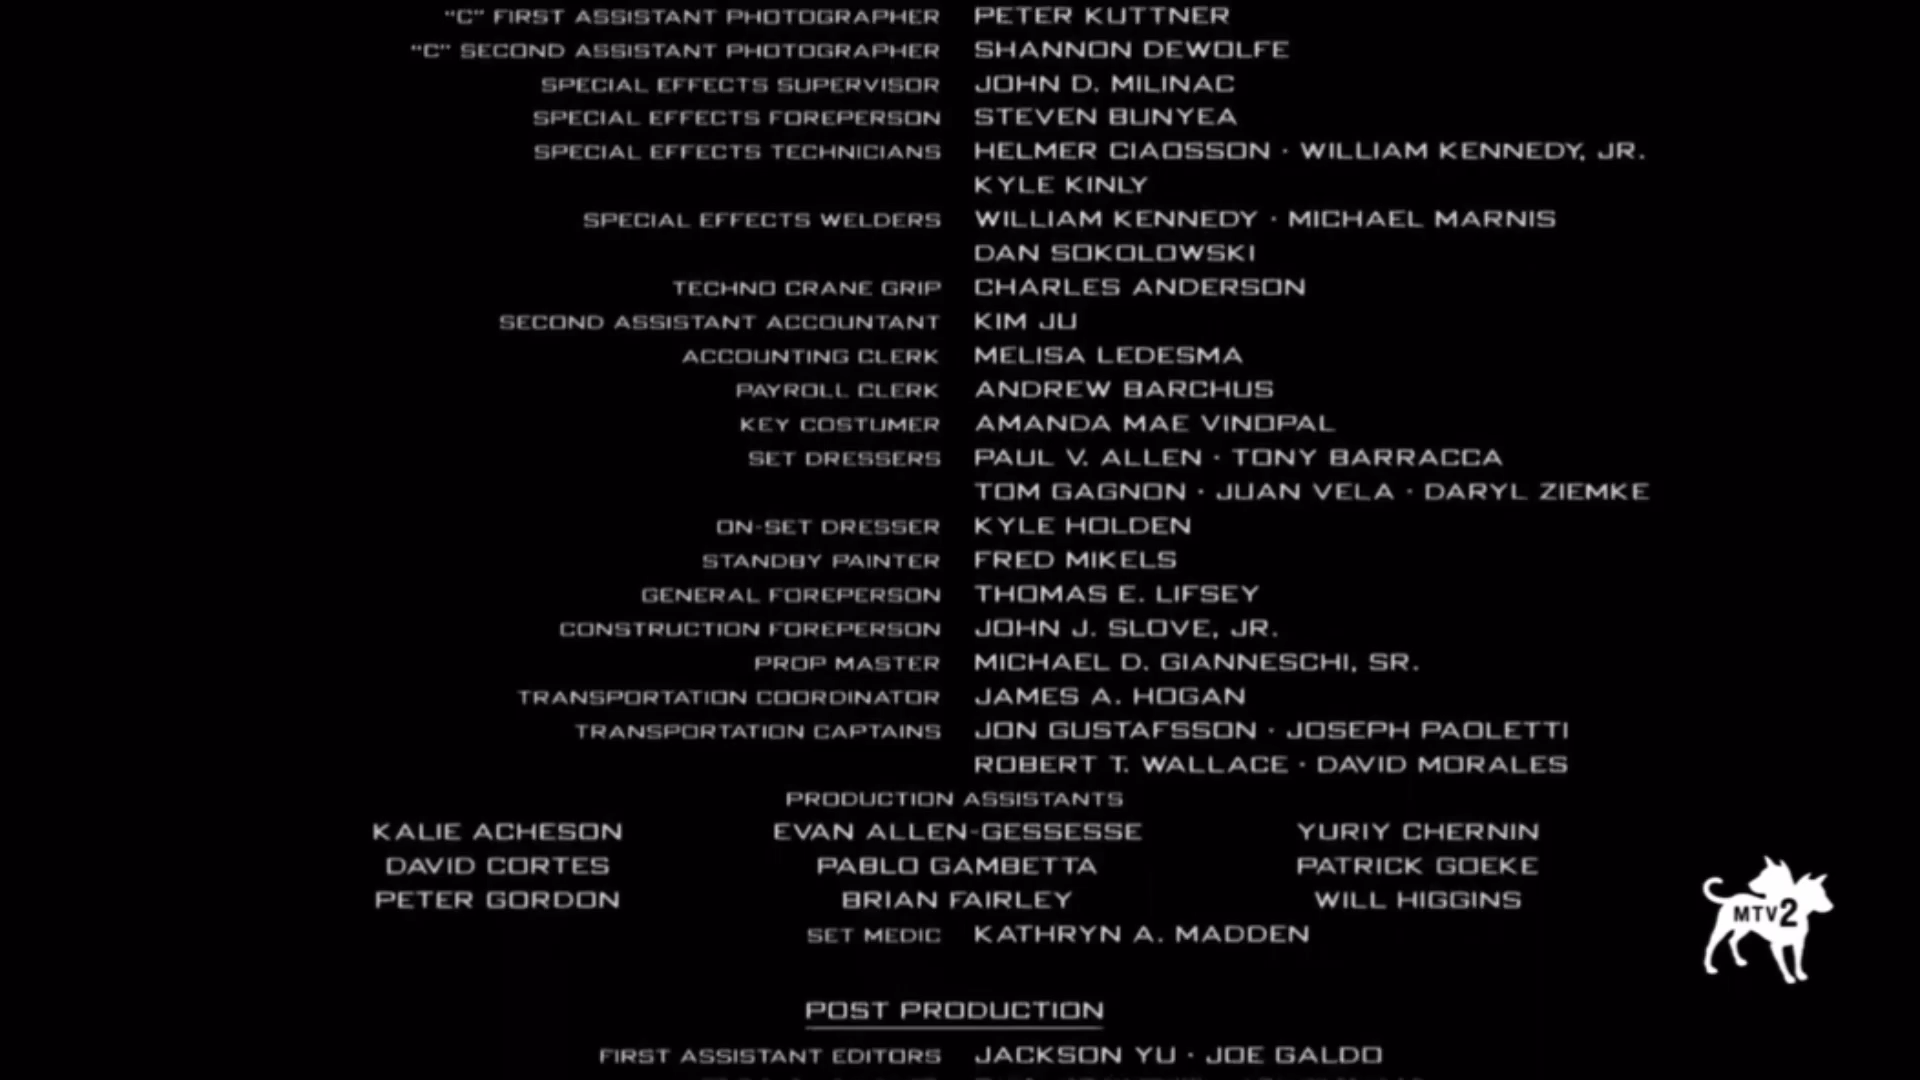 "C" FIRST ASSISTANT PHOTOGRAPHER PETER KUTTNER
"C" SECOND ASSISTANT PHOTOGRAPHER SHANNON DEWOLFE
SPECIAL EFFECTS SUPERVISOR JOHN D. MILINAC
SPECIAL EFFECTS FOREPERSON STEVEN BUNYEA
SPECIAL EFFECTS TECHNICIANS HELMER CIAOSSON · WILLIAM KENNEDY, JR.
KYLE KINLY
SPECIAL EFFECTS WELDERS WILLIAM KENNEDY · MICHAEL MARNIS
DAN SOKOLOWSKI
TECHNO CRANE GRIP CHARLES ANDERSON
SECOND ASSISTANT ACCOUNTANT KIM JU
ACCOUNTING CLERK MELISA LEDESMA
PAYROLL CLERK ANDREW BARCHUS
KEY COSTUMER AMANDA MAE VINOPAL
SET DRESSERS PAUL V. ALLEN · TONY BARRACCA
TOM GAGNON · JUAN VELA · DARYL ZIEMKE
ON-SET DRESSER KYLE HOLDEN
STANDBY PAINTER FRED MIKELS
GENERAL FOREPERSON THOMAS E. LIFSEY
CONSTRUCTION FOREPERSON JOHN J. SLOVE, JR.
PROP MASTER MICHAEL D. GIANNESCHI, SR.
TRANSPORTATION COORDINATOR JAMES A. HOGAN
TRANSPORTATION CAPTAINS JON GUSTAFSSON · JOSEPH PAOLETTI
ROBERT T. WALLACE · DAVID MORALES
PRODUCTION ASSISTANTS
KALIE ACHESON EVAN ALLEN-GESSESSE YURIY CHERNIN
DAVID CORTES PABLO GAMBETTA PATRICK GOEKE
PETER GORDON BRIAN FAIRLEY WILL HIGGINS
MTV2
SET MEDIC KATHRYN A. MADDEN
POST PRODUCTION
FIRST ASSISTANT EDITORS JACKSON YU · JOE GALDO